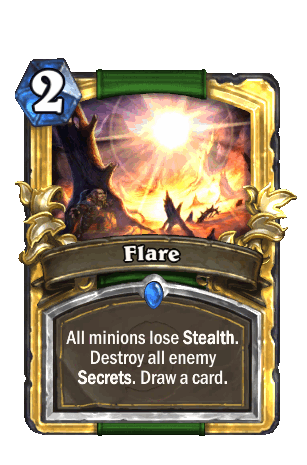 2
Flare
All minions lose Stealth.
Destroy all enemy
Secrets. Draw a card.